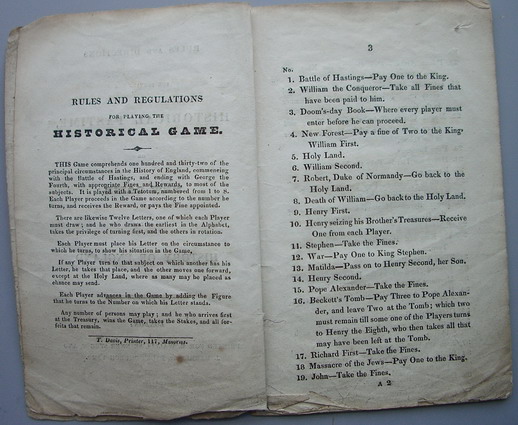 RULES AND REGULATIONS
FOR PLAYING THE
HISTORICAL GAME.
THIS Game comprehends one hundred and thirty-two of the
principal circumstances in the History of England, commencing
with the Battle of Hastings, and ending with George the
Fourth, with appropriate Fines and Rewards, to most of the
subjects. It is played with a Tetotum, numbered from 1 to 8.
Each Player proceeds in the Game according to the number he
turns, and receives the Reward, or pays the Fine appointed.
There are likewise Twelve Letters, one of which each Player
must draw; and he who draws the earliest in the Alphabet,
takes the privilege of turning first, and the others in rotation.
Each Player must place his Letter on the circumstance to
which he turns, to show his situation in the Game,
If any Player turn to that subject on which another has his
Letter, he takes that place, and the other moves one forward,
except at the Holy Land, where as many may be placed as
chance may send.
Each Player advances in the Game by adding the Figure
that he turns to the Number on which his Letter stands.
Any number of persons may play; and he who arrives first
at the Treasury, wins the Game, takes the Stakes, and all for-
feits that remain.
T. Davis, Printer, 117, Minories.
3
No.
1. Battle of Hastings—Pay One to the King.
2. William the Conqueror—Take all Fines that
have been paid to him.
3. Doom's-day Book—Where every player must
enter before he can proceed.
4. New Forest—Pay a fine of Two to the King,
William First.
5. Holy Land.
6. William Second.
7. Robert, Duke of Normandy—Go back to the
Holy Land.
8. Death of William—Go back to the Holy Land.
9. Henry First.
10. Henry seizing his Brother's Treasures—Receive
One from each Player.
11. Stephen—Take the Fines.
12. War—Pay One to King Stephen.
13. Matilda—Pass on to Henry Second, her Son.
14. Henry Second.
15. Pope Alexander—Take the Fines.
16. Beckett's Tomb—Pay Three to Pope Alexan-
der, and leave Two at the Tomb; which two
must remain till some one of the Players turns
to Henry the Eighth, who then takes all that
may have been left at the Tomb.
17. Richard First—Take the Fines.
18 Massacre of the Jews—Pay One to the King.
19. John—Take the Fines.
A 2